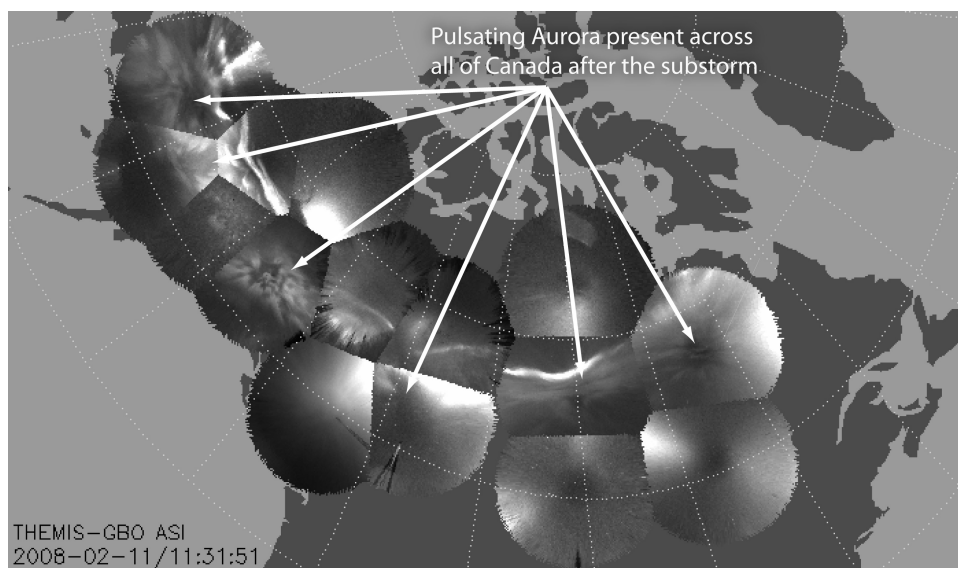 Pulsating Aurora present across
all of Canada after the substorm
THEMIS-GBO ASI
2008-02-11/11:31:51